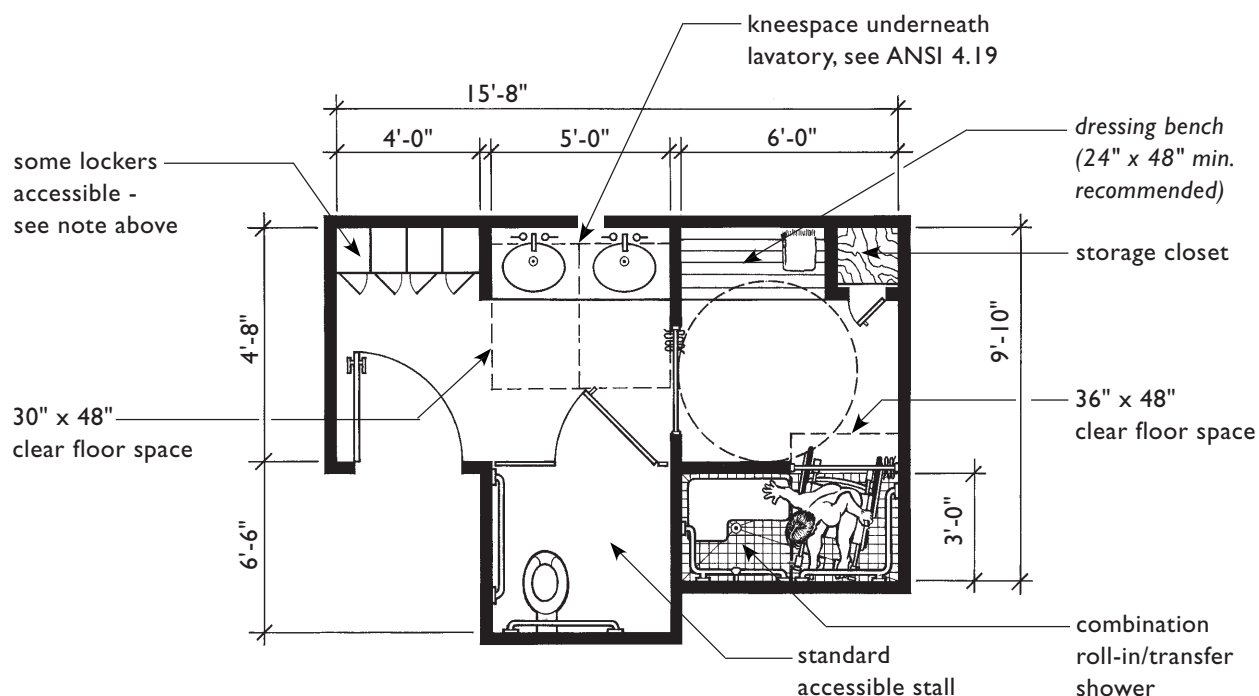 kneespace underneath
lavatory, see ANSI 4.19
15'-8"
4'-0"
5'-0"
6'-0"
dressing bench
(24" x 48" min.
recommended)
some lockers
accessible -
see note above
storage closet
4'-8"
9'-10"
30" x 48"
clear floor space
36" x 48"
clear floor space
6'-6"
3'-0"
combination
roll-in/transfer
shower
standard
accessible stall